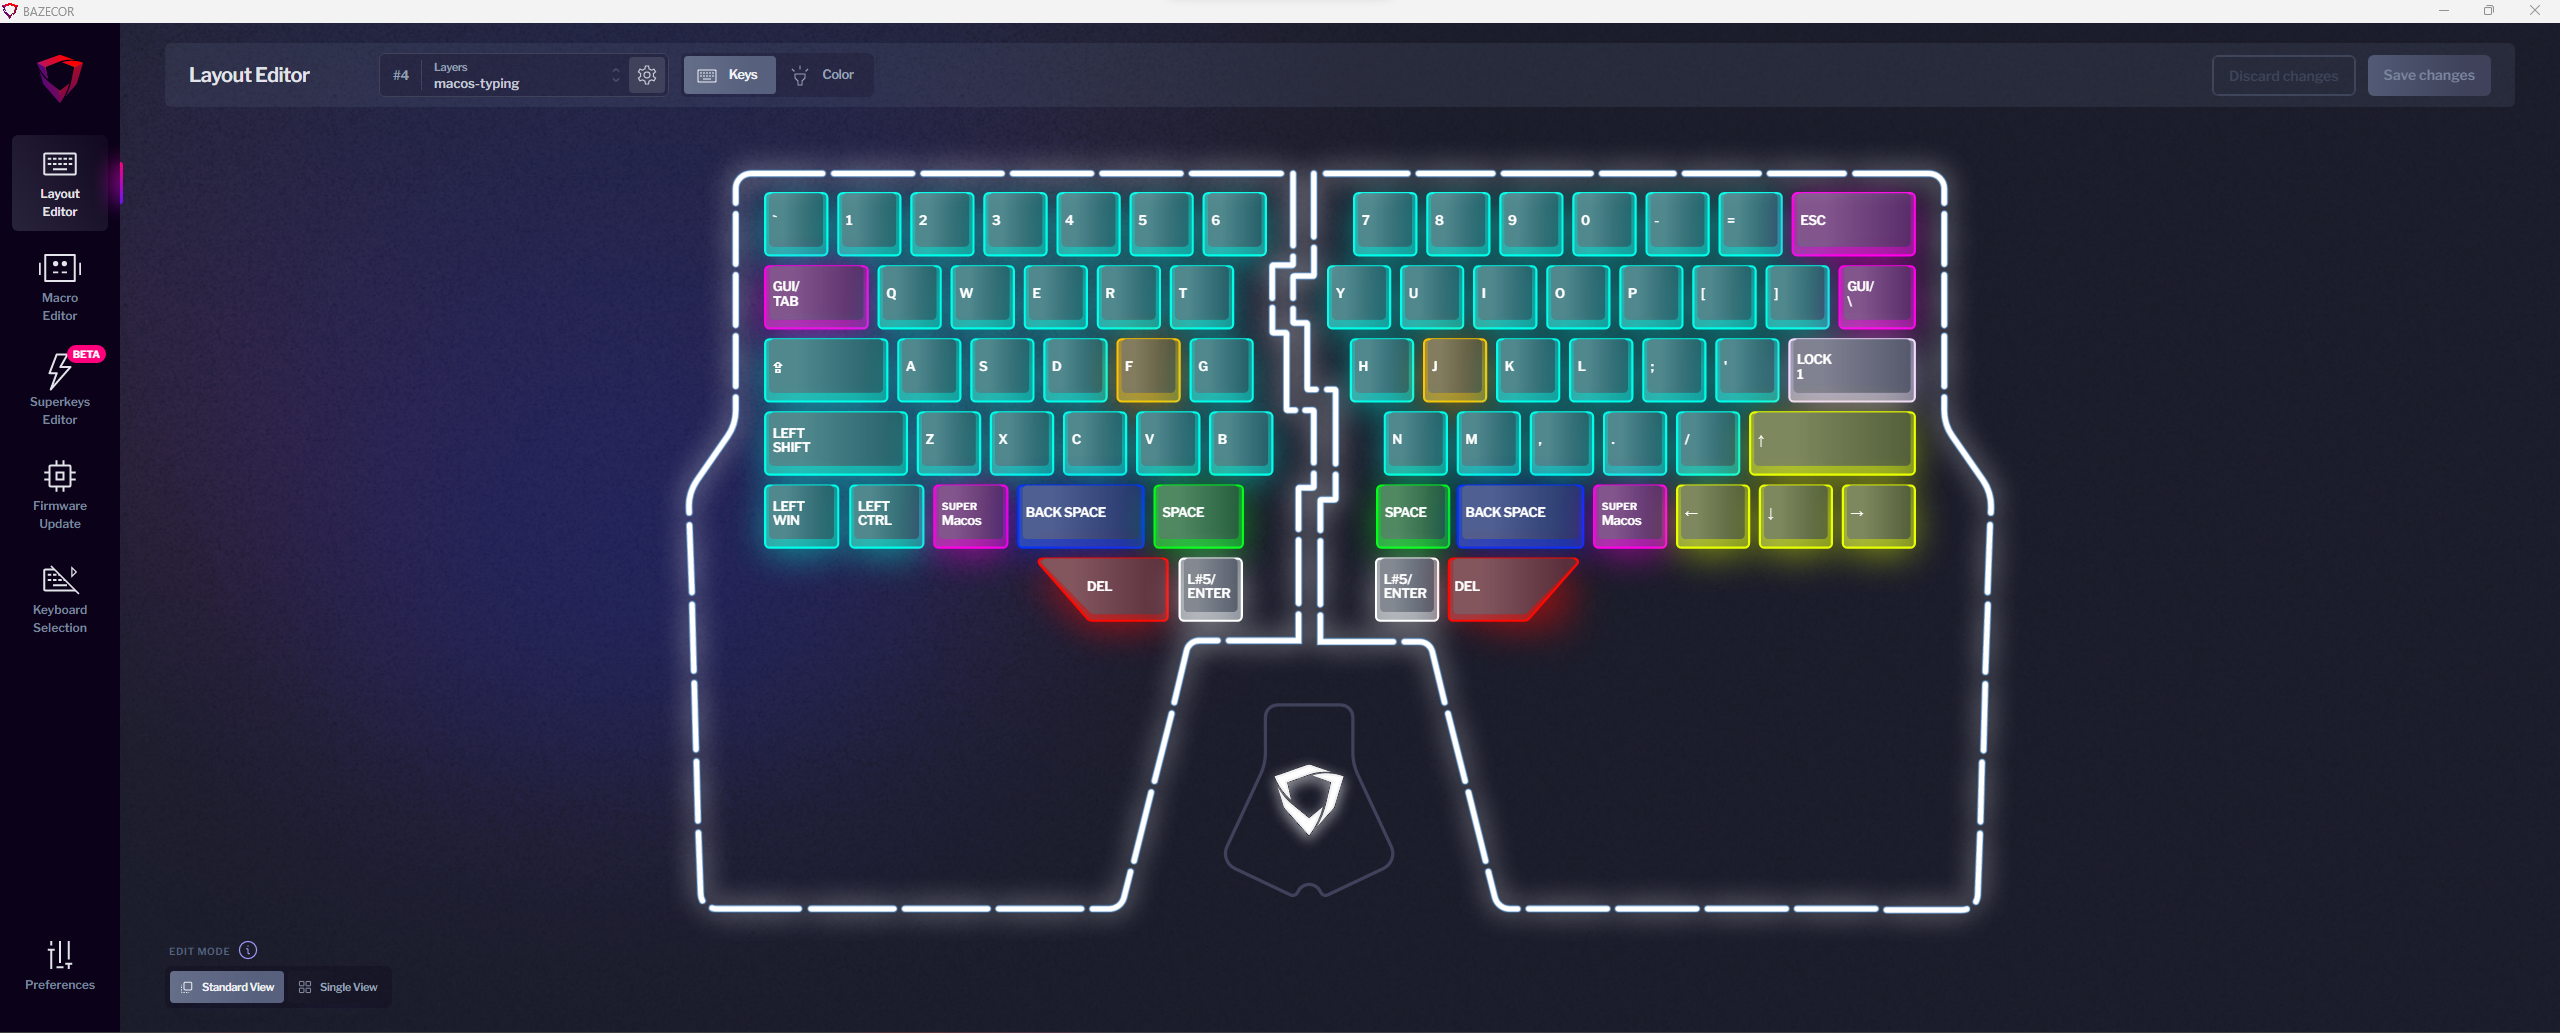 BAZECOR
Layout Editor
#4
Layers
macos-typing
Keys
Color
Discard changes
Save changes
Layout
Editor
Macro
Editor
BETA
Superkeys
Editor
Firmware
Update
Keyboard
Selection
Preferences
` 1 2 3 4 5 6 7 8 9 0 - = ESC
GUI/
TAB
Q W E R T Y U I O P [ ]
GUI/
\
⇪ A S D F G H J K L ; '
LOCK
1
LEFT
SHIFT
Z X C V B N M , . / ↑
LEFT
WIN
LEFT
CTRL
SUPER
Macos
BACK SPACE
SPACE
SPACE
BACK SPACE
SUPER
Macos
← ↓ →
DEL
L#5/
ENTER
L#5/
ENTER
DEL
EDIT MODE i
Standard View
Single View